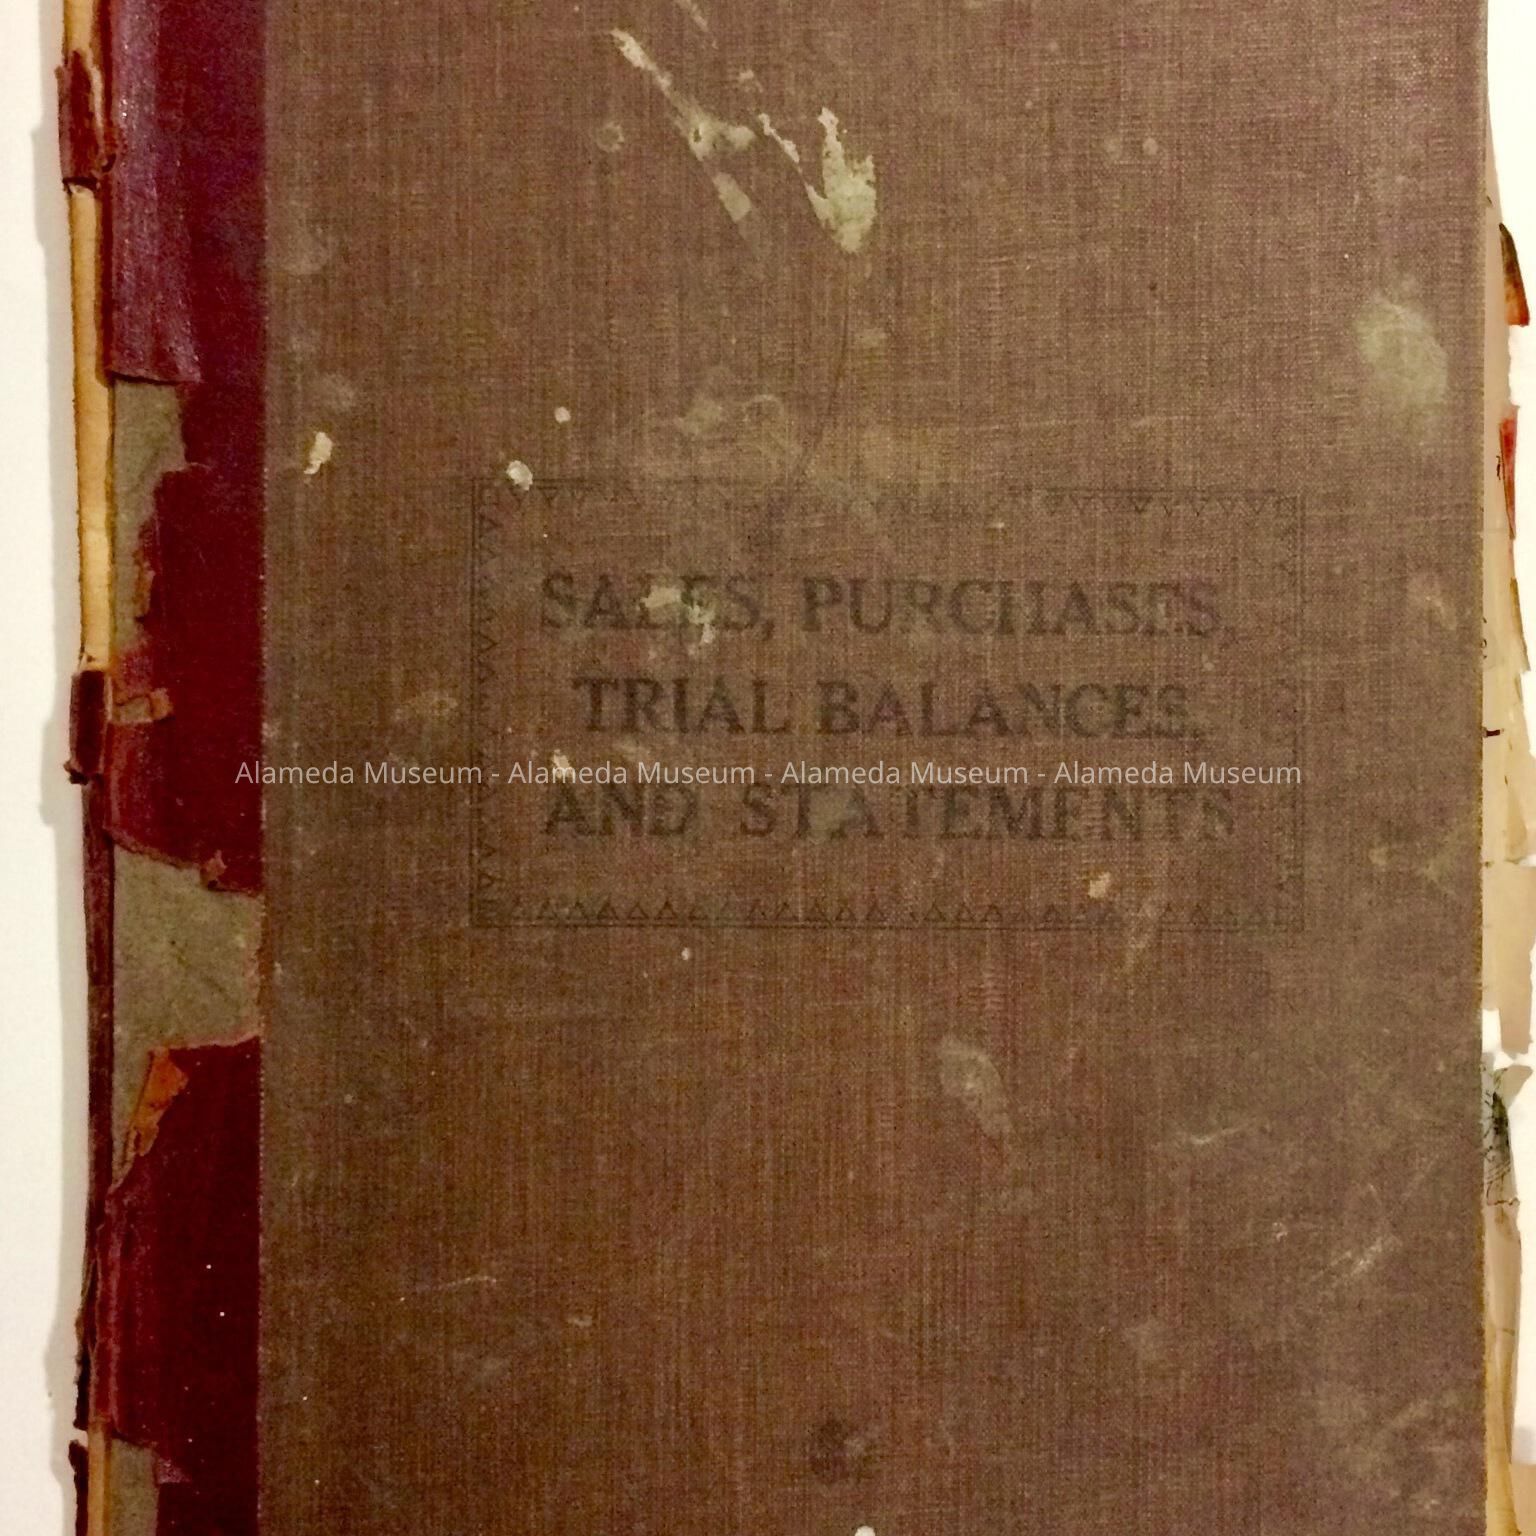 SALES, PURCHASES,
TRIAL BALANCES,
Alameda Museum - Alameda Museum - Alameda Museum - Alameda Museum
AND STATEMENTS